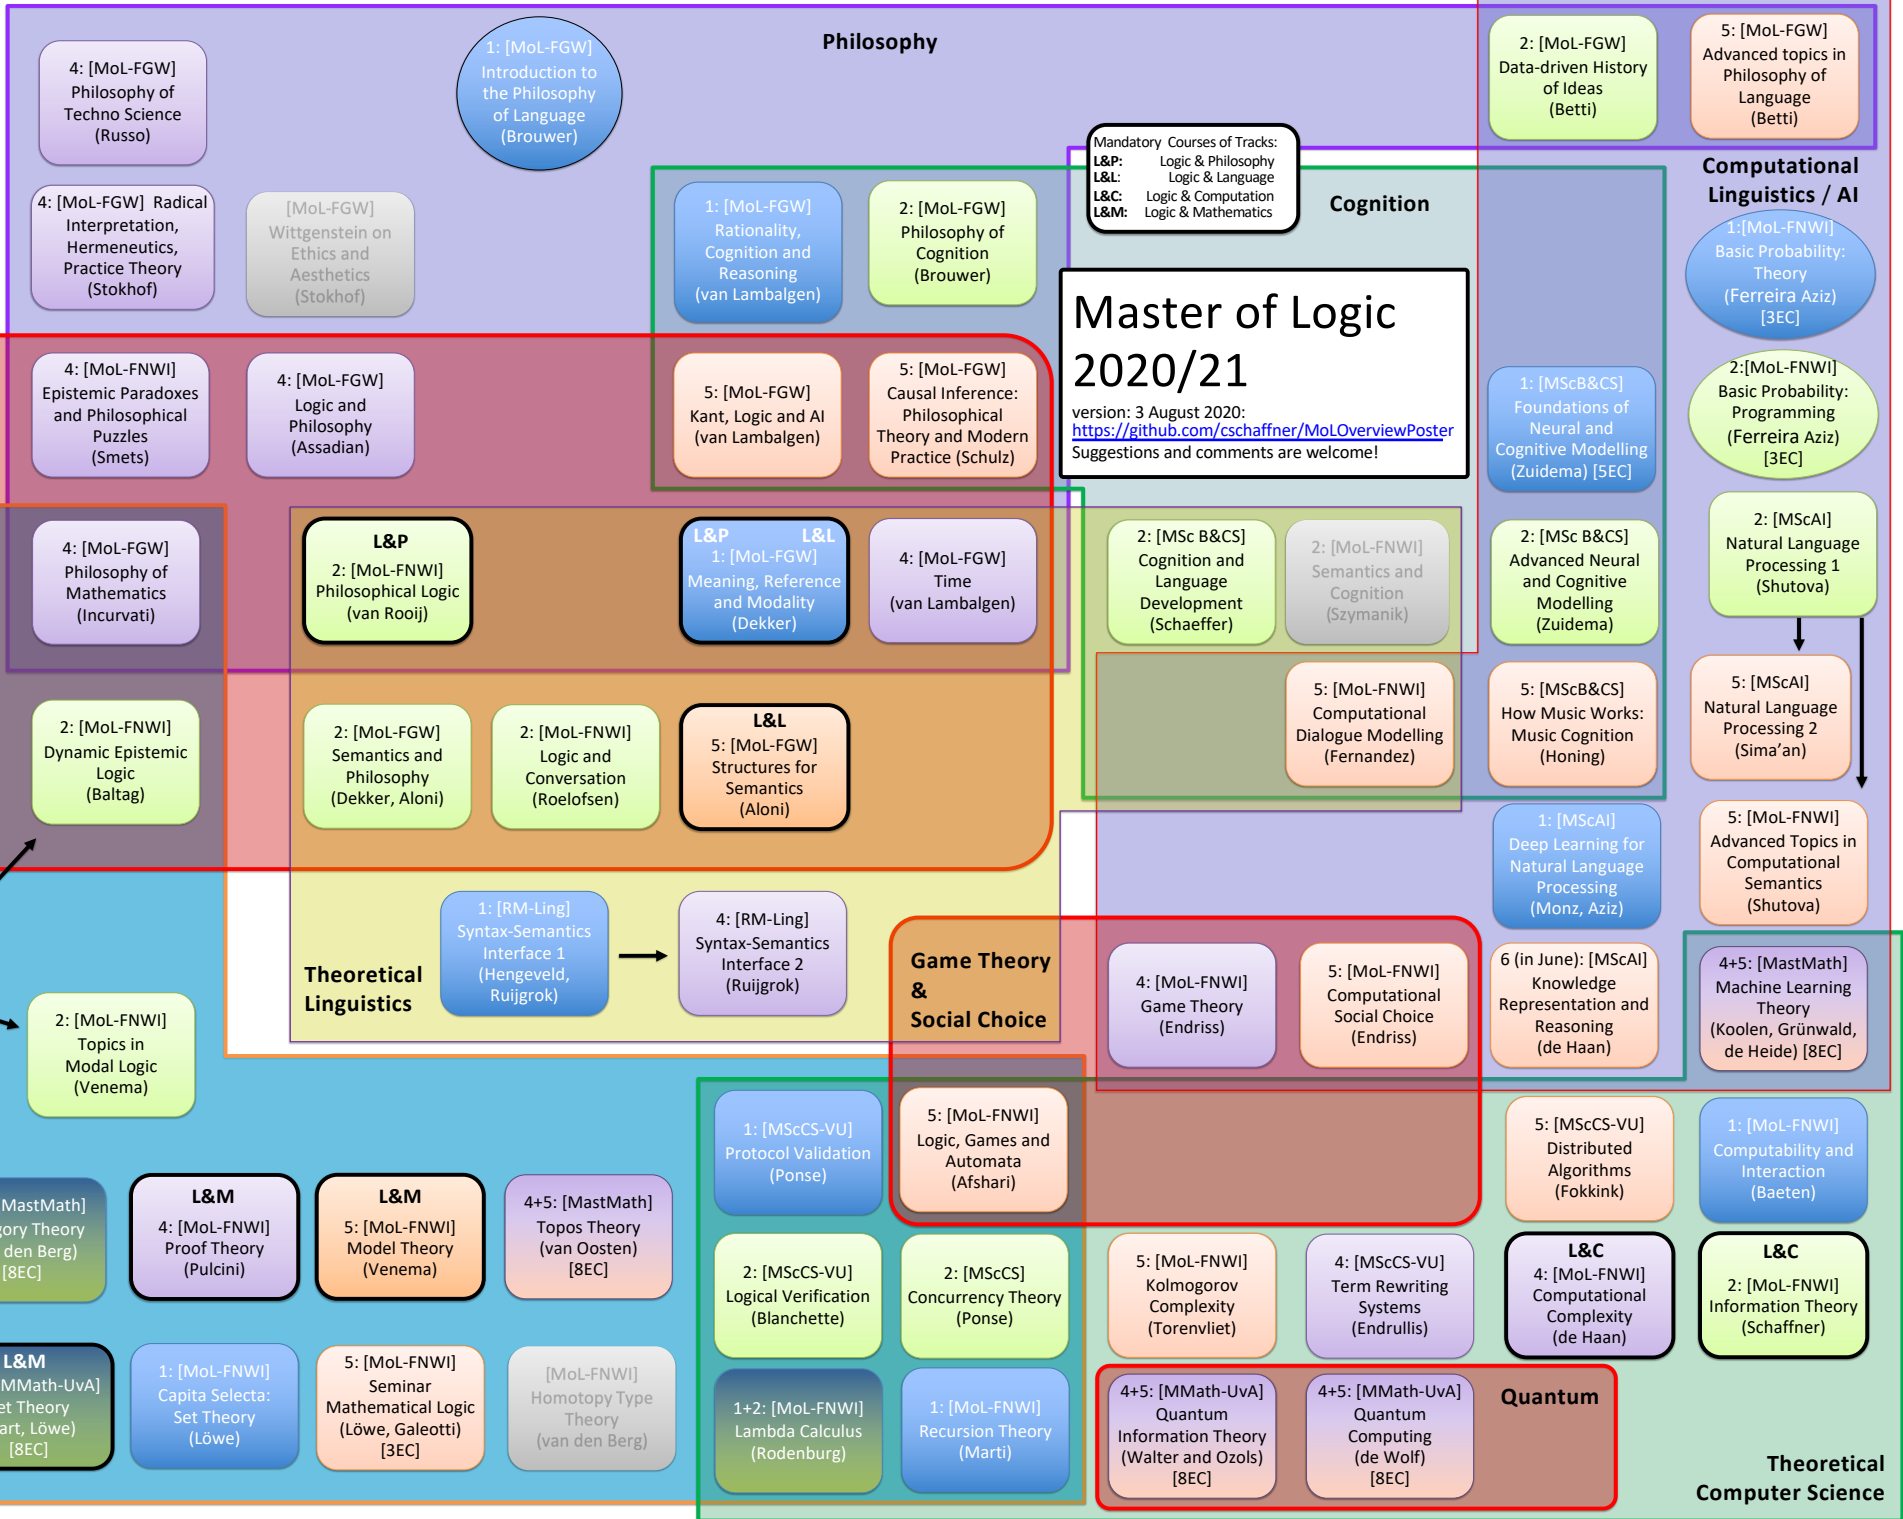 Philosophy
4: [MoL-FGW]
Philosophy of
Techno Science
(Russo)
1: [MoL-FGW]
Introduction to
the Philosophy
of Language
(Brouwer)
2: [MoL-FGW]
Data-driven History
of Ideas
(Betti)
5: [MoL-FGW]
Advanced topics in
Philosophy of
Language
(Betti)
Mandatory Courses of Tracks:
L&P: Logic & Philosophy
L&L: Logic & Language
L&C: Logic & Computation
L&M: Logic & Mathematics
Cognition
Computational
Linguistics / AI
4: [MoL-FGW] Radical
Interpretation,
Hermeneutics,
Practice Theory
(Stokhof)
[MoL-FGW]
Wittgenstein on
Ethics and
Aesthetics
(Stokhof)
1: [MoL-FGW]
Rationality,
Cognition and
Reasoning
(van Lambalgen)
2: [MoL-FGW]
Philosophy of
Cognition
(Brouwer)
1:[MoL-FNWI]
Basic Probability:
Theory
(Ferreira Aziz)
[3EC]
Master of Logic
2020/21
version: 3 August 2020:
https://github.com/cschaffner/MoLOverviewPoster
Suggestions and comments are welcome!
4: [MoL-FNWI]
Epistemic Paradoxes
and Philosophical
Puzzles
(Smets)
4: [MoL-FGW]
Logic and
Philosophy
(Assadian)
5: [MoL-FGW]
Kant, Logic and AI
(van Lambalgen)
5: [MoL-FGW]
Causal Inference:
Philosophical
Theory and Modern
Practice (Schulz)
1: [MScB&CS]
Foundations of
Neural and
Cognitive Modelling
(Zuidema) [5EC]
2:[MoL-FNWI]
Basic Probability:
Programming
(Ferreira Aziz)
[3EC]
4: [MoL-FGW]
Philosophy of
Mathematics
(Incurvati)
L&P
2: [MoL-FNWI]
Philosophical Logic
(van Rooij)
L&P L&L
1: [MoL-FGW]
Meaning, Reference
and Modality
(Dekker)
4: [MoL-FGW]
Time
(van Lambalgen)
2: [MSc B&CS]
Cognition and
Language
Development
(Schaeffer)
2: [MoL-FNWI]
Semantics and
Cognition
(Szymanik)
2: [MSc B&CS]
Advanced Neural
and Cognitive
Modelling
(Zuidema)
2: [MScAI]
Natural Language
Processing 1
(Shutova)
2: [MoL-FNWI]
Dynamic Epistemic
Logic
(Baltag)
2: [MoL-FGW]
Semantics and
Philosophy
(Dekker, Aloni)
2: [MoL-FNWI]
Logic and
Conversation
(Roelofsen)
L&L
5: [MoL-FGW]
Structures for
Semantics
(Aloni)
5: [MoL-FNWI]
Computational
Dialogue Modelling
(Fernandez)
5: [MScB&CS]
How Music Works:
Music Cognition
(Honing)
5: [MScAI]
Natural Language
Processing 2
(Sima'an)
1: [MScAI]
Deep Learning for
Natural Language
Processing
(Monz, Aziz)
5: [MoL-FNWI]
Advanced Topics in
Computational
Semantics
(Shutova)
Theoretical
Linguistics
1: [RM-Ling]
Syntax-Semantics
Interface 1
(Hengeveld,
Ruijgrok)
4: [RM-Ling]
Syntax-Semantics
Interface 2
(Ruijgrok)
Game Theory
&
Social Choice
4: [MoL-FNWI]
Game Theory
(Endriss)
5: [MoL-FNWI]
Computational
Social Choice
(Endriss)
6 (in June): [MScAI]
Knowledge
Representation and
Reasoning
(de Haan)
4+5: [MastMath]
Machine Learning
Theory
(Koolen, Grünwald,
de Heide) [8EC]
2: [MoL-FNWI]
Topics in
Modal Logic
(Venema)
1: [MScCS-VU]
Protocol Validation
(Ponse)
5: [MoL-FNWI]
Logic, Games and
Automata
(Afshari)
5: [MScCS-VU]
Distributed
Algorithms
(Fokkink)
1: [MoL-FNWI]
Computability and
Interaction
(Baeten)
MastMath]
gory Theory
den Berg)
[8EC]
L&M
4: [MoL-FNWI]
Proof Theory
(Pulcini)
L&M
5: [MoL-FNWI]
Model Theory
(Venema)
4+5: [MastMath]
Topos Theory
(van Oosten)
[8EC]
2: [MScCS-VU]
Logical Verification
(Blanchette)
2: [MScCS]
Concurrency Theory
(Ponse)
5: [MoL-FNWI]
Kolmogorov
Complexity
(Torenvliet)
4: [MScCS-VU]
Term Rewriting
Systems
(Endrullis)
L&C
4: [MoL-FNWI]
Computational
Complexity
(de Haan)
L&C
2: [MoL-FNWI]
Information Theory
(Schaffner)
L&M
MMath-UvA]
et Theory
art, Löwe)
[8EC]
1: [MoL-FNWI]
Capita Selecta:
Set Theory
(Löwe)
5: [MoL-FNWI]
Seminar
Mathematical Logic
(Löwe, Galeotti)
[3EC]
[MoL-FNWI]
Homotopy Type
Theory
(van den Berg)
1+2: [MoL-FNWI]
Lambda Calculus
(Rodenburg)
1: [MoL-FNWI]
Recursion Theory
(Marti)
4+5: [MMath-UvA]
Quantum
Information Theory
(Walter and Ozols)
[8EC]
4+5: [MMath-UvA]
Quantum
Computing
(de Wolf)
[8EC]
Quantum
Theoretical
Computer Science